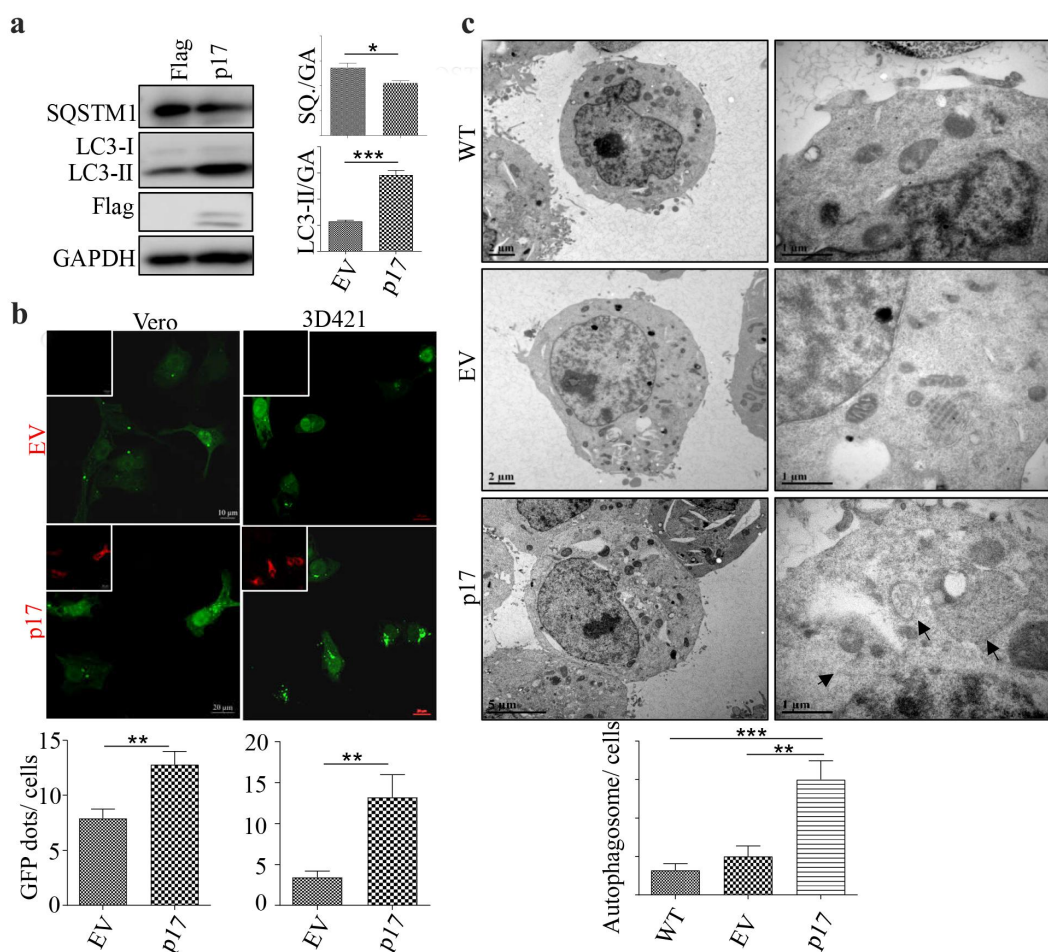 a
Flag
p17
SQSTM1
LC3-I
LC3-II
Flag
GAPDH
*
SQ./GA
***
LC3-II/GA
EV
p17
b
Vero
3D421
EV
10 μm
p17
20 μm
**
GFP dots/ cells
15
10
5
0
EV
p17
**
20
15
10
5
0
EV
p17
c
WT
2 μm
1 μm
EV
2 μm
1 μm
p17
5 μm
1 μm
***
**
Autophagosome/ cells
WT
EV
p17